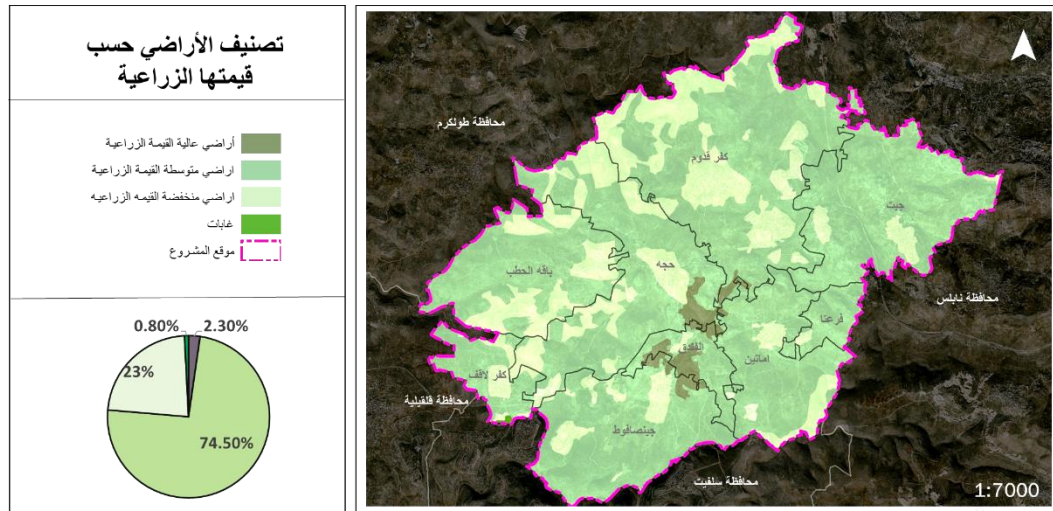 تصنيف الأراضي حسب
قيمتها الزراعية
أراضي عالية القيمة الزراعية
اراضي متوسطة القيمة الزراعية
اراضي منخفضة القيمه الزراعيه
غابات
موقع المشروع
0.80%
2.30%
23%
74.50%
محافظة طولكرم
كفر قدوم
جيت
حجه
باقه الحطب
محافظة نابلس
فرعتا
الفندق
اماتين
كفر لاقف
محافظة قلقيلية
جينصافوط
محافظة سلفيت
1:7000